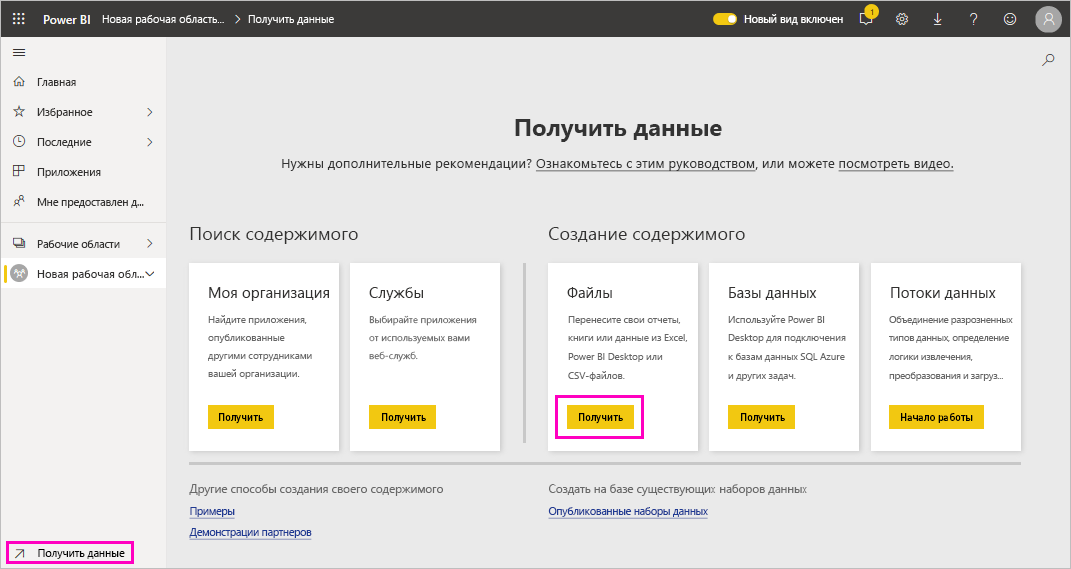 Power BI Новая рабочая область... > Получить данные
Новый вид включен
1
Главная
Избранное
Последние
Приложения
Мне предоставлен д...
Рабочие области
Новая рабочая обл...
Получить данные
Получить данные
Нужны дополнительные рекомендации? Ознакомьтесь с этим руководством, или можете посмотреть видео.
Поиск содержимого
Моя организация
Найдите приложения,
опубликованные
другими сотрудниками
вашей организации.
Получить
Службы
Выбирайте приложения
от используемых вами
веб-служб.
Получить
Создание содержимого
Файлы
Перенесите свои отчеты,
книги или данные из Excel,
Power BI Desktop или
CSV-файлов.
Получить
Базы данных
Используйте Power BI
Desktop для подключения
к базам данных SQL Azure
и других задач.
Получить
Потоки данных
Объединение разрозненных
типов данных, определение
логики извлечения,
преобразования и загруз...
Начало работы
Другие способы создания своего содержимого
Примеры
Демонстрации партнеров
Создать на базе существующих наборов данных
Опубликованные наборы данных